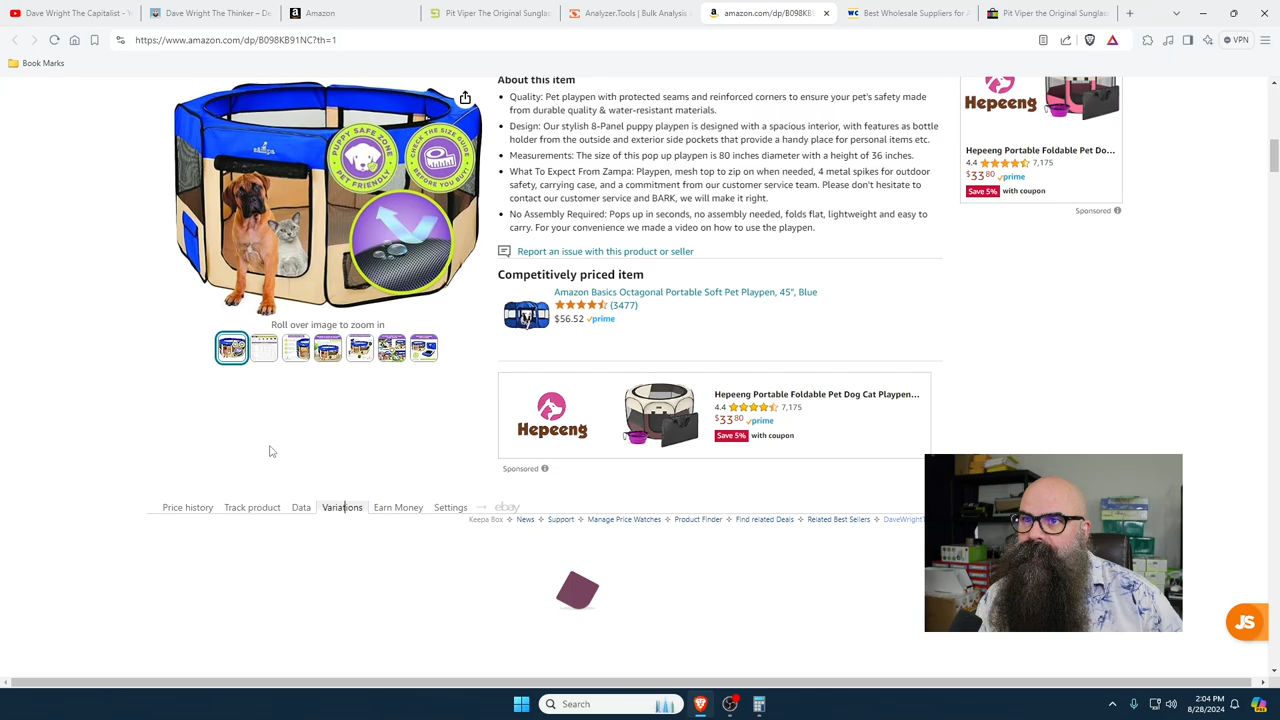 Dave Wright The Capitalist - Y
Dave Wright The Thinker – Do
Amazon
Pit Viper The Original Sunglas
Analyzer.Tools | Bulk Analysis
amazon.com/dp/B098KB
Best Wholesale Suppliers for A
Pit Viper the Original Sunglas
https://www.amazon.com/dp/B098KB91NC?th=1
VPN
Book Marks
About this item
Quality: Pet playpen with protected seams and reinforced corners to ensure your pet's safety made
from durable quality & water-resistant materials.
Design: Our stylish 8-Panel puppy playpen is designed with a spacious interior, with features as bottle
holder from the outside and exterior side pockets that provide a handy place for personal items etc.
Measurements: The size of this pop up playpen is 80 inches diameter with a height of 36 inches.
What To Expect From Zampa: Playpen, mesh top to zip on when needed, 4 metal spikes for outdoor
safety, carrying case, and a commitment from our customer service team. Please don't hesitate to
contact our customer service and BARK, we will make it right.
No Assembly Required: Pops up in seconds, no assembly needed, folds flat, lightweight and easy to
carry. For your convenience we made a video on how to use the playpen.
Report an issue with this product or seller
Competitively priced item
Amazon Basics Octagonal Portable Soft Pet Playpen, 45", Blue
(3477)
$56.52 prime
PUPPY SAFE ZONE
PET FRIENDLY
CHECK THE SIZE GUIDE
BEFORE YOU BUY!
zampa
Roll over image to zoom in
Hepeeng
Hepeeng Portable Foldable Pet Do...
4.4 7,175
$33 80 prime
Save 5% with coupon
Sponsored
Hepeeng
Hepeeng Portable Foldable Pet Dog Cat Playpen...
4.4 7,175
$33 80 prime
Save 5% with coupon
Sponsored
Price history Track product Data Variations Earn Money Settings ebay
Keepa Box News Support Manage Price Watches Product Finder Find related Deals Related Best Sellers DaveWrightT
JS
Search
2:04 PM
8/28/2024